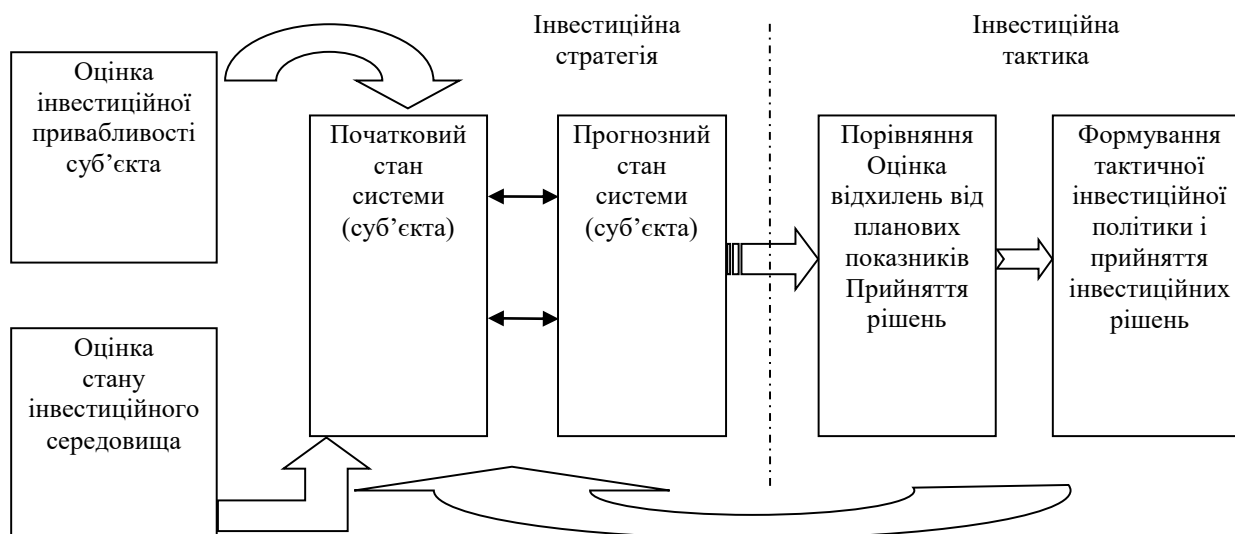 Інвестиційна
стратегія
Інвестиційна
тактика
Оцінка
інвестиційної
привабливості
суб’єкта
Оцінка
стану
інвестиційного
середовища
Початковий
стан
системи
(суб’єкта)
Прогнозний
стан
системи
(суб’єкта)
Порівняння
Оцінка
відхилень від
планових
показників
Прийняття
рішень
Формування
тактичної
інвестиційної
політики і
прийняття
інвестиційних
рішень